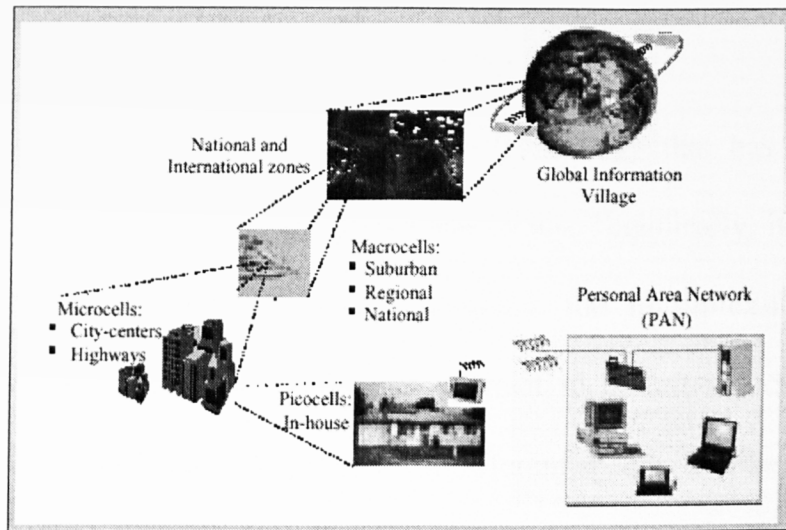 National and
International zones
Global Information
Village
Macrocells:
▪ Suburban
▪ Regional
▪ National
Microcells:
▪ City-centers
▪ Highways
Personal Area Network
(PAN)
Picocells:
In-house